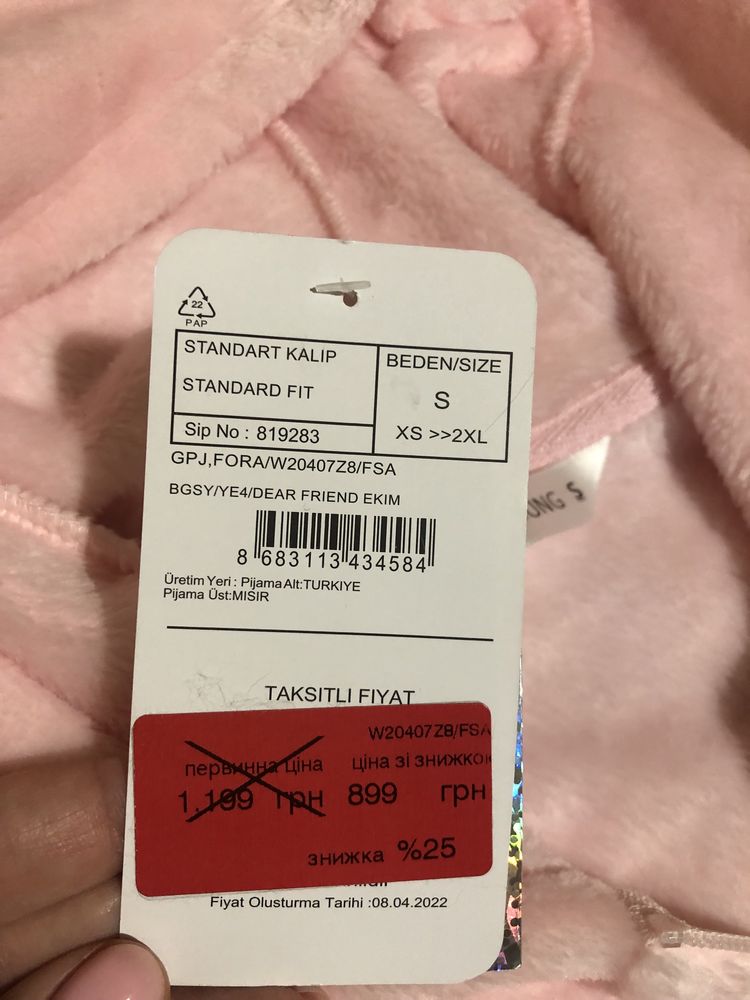 22
PAP
STANDART KALIP
STANDARD FIT
BEDEN/SIZE
S
XS >>2XL
Sip No : 819283
GPJ,FORA/W20407Z8/FSA
BGSY/YE4/DEAR FRIEND EKIM
8 683113 434584
Üretim Yeri : Pijama Alt:TURKIYE
Pijama Üst:MISIR
TAKSITLI FIYAT
W20407Z8/FSA
первинна ціна
ціна зі знижкою
1.199 грн
899 грн
знижка %25
Fiyat Olusturma Tarihi :08.04.2022
S